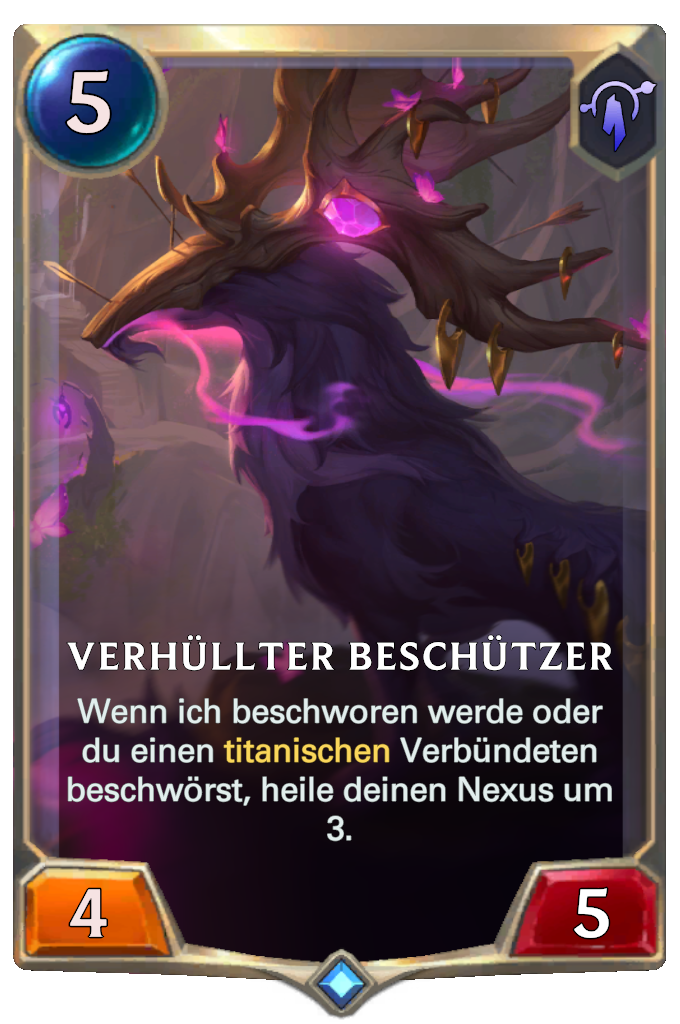 5
VERHÜLLTER BESCHÜTZER
Wenn ich beschworen werde oder
du einen titanischen Verbündeten
beschwörst, heile deinen Nexus um
3.
4
5